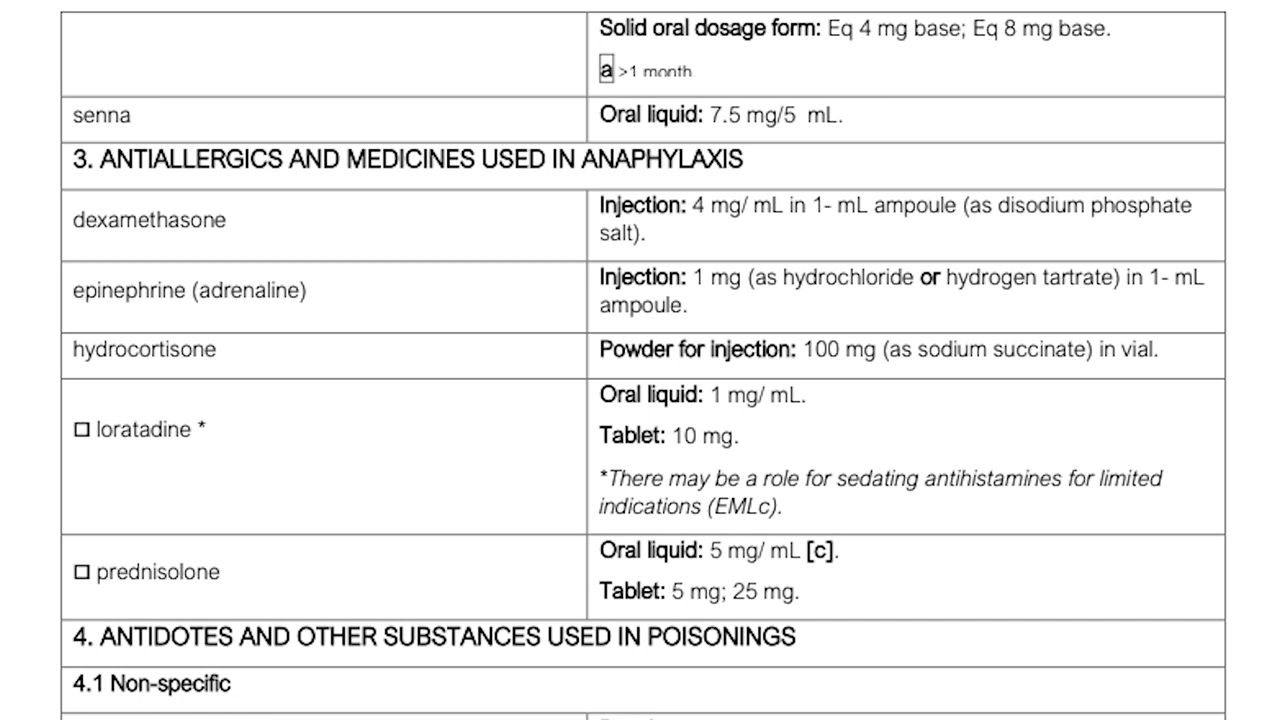 Solid oral dosage form: Eq 4 mg base; Eq 8 mg base.
a >1 month.
senna
Oral liquid: 7.5 mg/5 mL.
3. ANTIALLERGICS AND MEDICINES USED IN ANAPHYLAXIS
dexamethasone
Injection: 4 mg/ mL in 1- mL ampoule (as disodium phosphate
salt).
epinephrine (adrenaline)
Injection: 1 mg (as hydrochloride or hydrogen tartrate) in 1- mL
ampoule.
hydrocortisone
Powder for injection: 100 mg (as sodium succinate) in vial.
☐ loratadine *
Oral liquid: 1 mg/ mL.
Tablet: 10 mg.
*There may be a role for sedating antihistamines for limited
indications (EMLc).
☐ prednisolone
Oral liquid: 5 mg/ mL [c].
Tablet: 5 mg; 25 mg.
4. ANTIDOTES AND OTHER SUBSTANCES USED IN POISONINGS
4.1 Non-specific